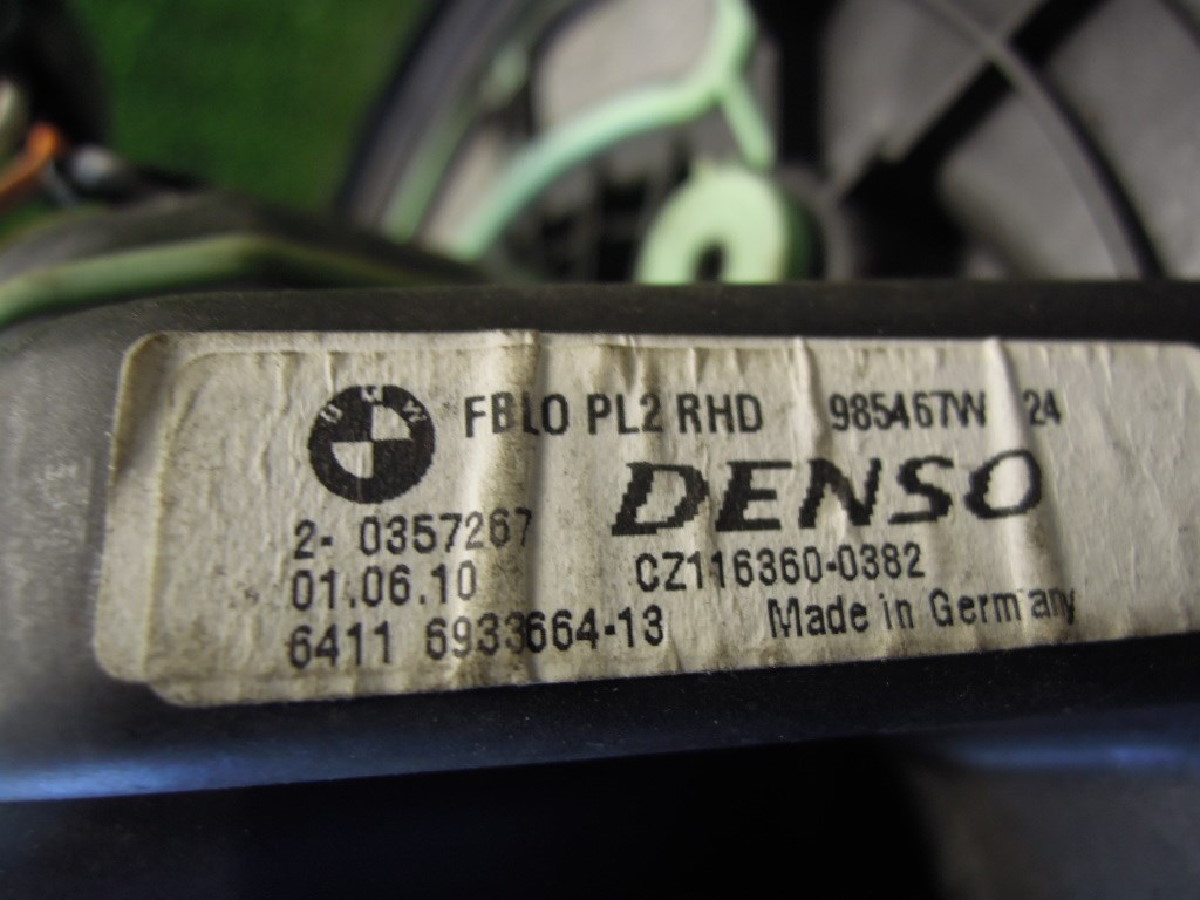 BMW FBLO PL2 RHD 985467W 24
DENSO
2- 0357267
01.06.10 CZ116360-0382
6411 6933664-13 Made in Germany